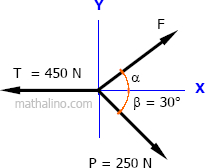 Y
F
T = 450 N
α
X
mathalino.com
β = 30°
P = 250 N